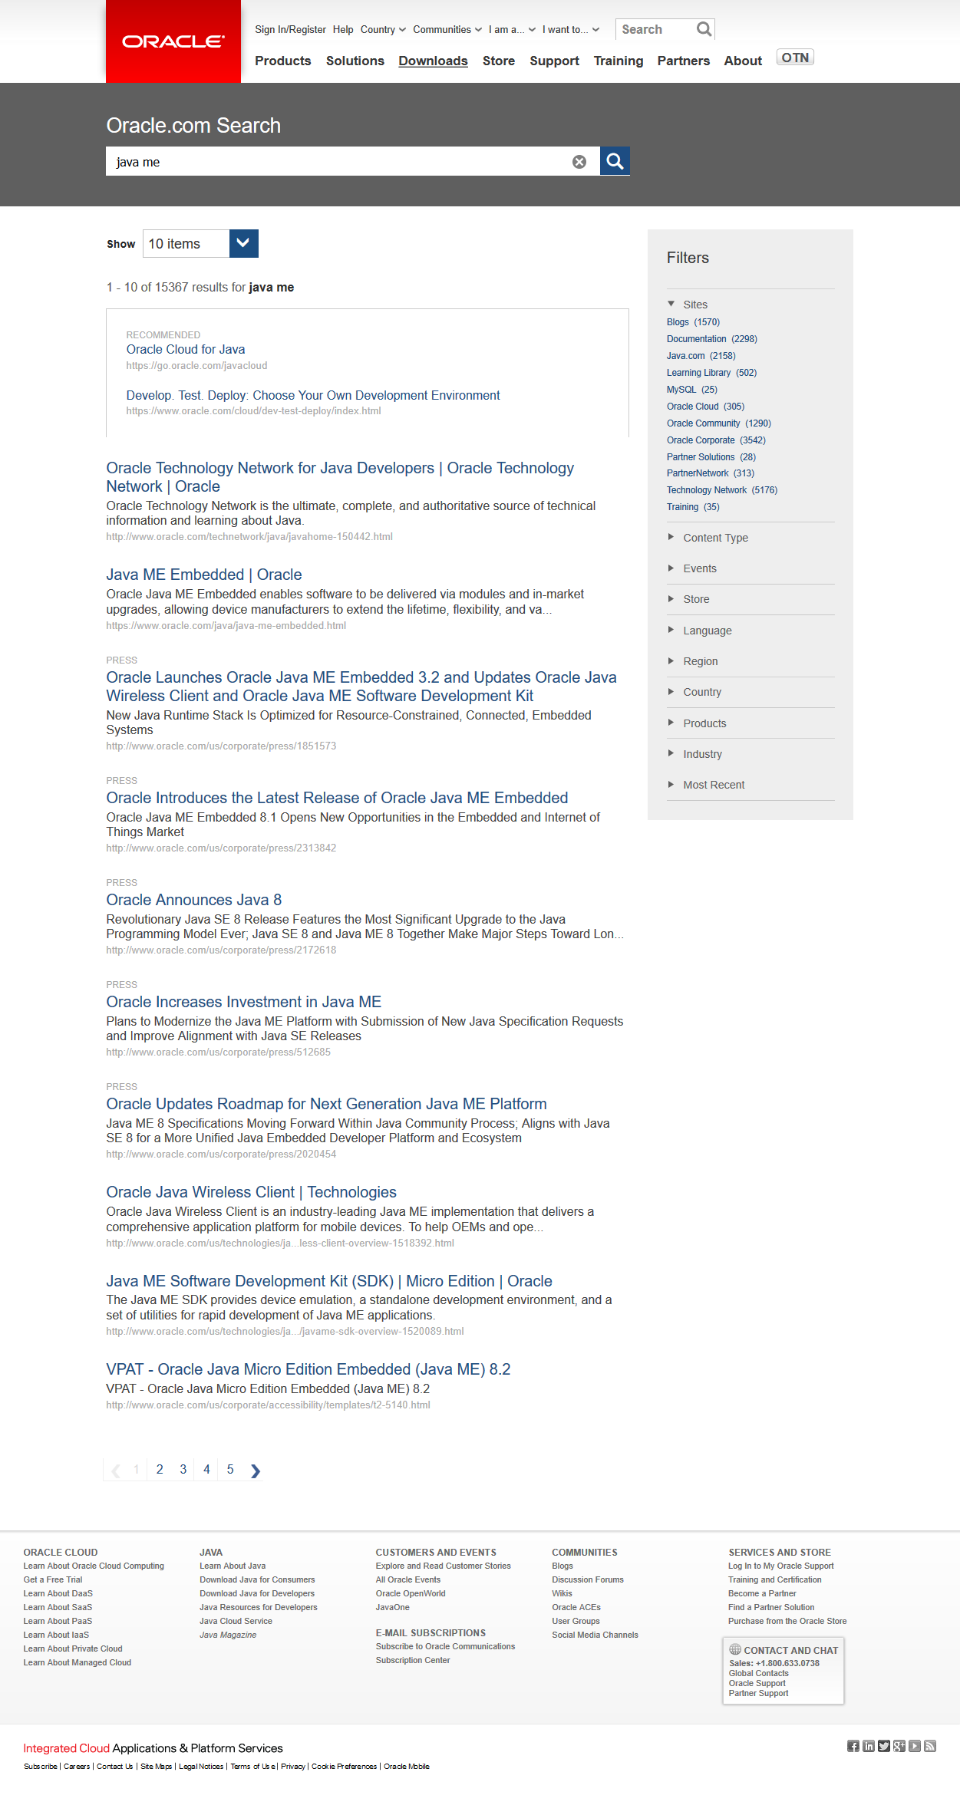 ORACLE
Sign In/Register Help Country Communities I am a... I want to... Search
Products Solutions Downloads Store Support Training Partners About OTN
Oracle.com Search
java me
Show 10 items
1 - 10 of 15367 results for java me
RECOMMENDED
Oracle Cloud for Java
https://go.oracle.com/javacloud
Develop. Test. Deploy: Choose Your Own Development Environment
https://www.oracle.com/cloud/dev-test-deploy/index.html
Oracle Technology Network for Java Developers | Oracle Technology
Network | Oracle
Oracle Technology Network is the ultimate, complete, and authoritative source of technical
information and learning about Java.
http://www.oracle.com/technetwork/java/javahome-150442.html
Java ME Embedded | Oracle
Oracle Java ME Embedded enables software to be delivered via modules and in-market
upgrades, allowing device manufacturers to extend the lifetime, flexibility, and va...
https://www.oracle.com/java/java-me-embedded.html
PRESS
Oracle Launches Oracle Java ME Embedded 3.2 and Updates Oracle Java
Wireless Client and Oracle Java ME Software Development Kit
New Java Runtime Stack Is Optimized for Resource-Constrained, Connected, Embedded
Systems
http://www.oracle.com/us/corporate/press/1851573
PRESS
Oracle Introduces the Latest Release of Oracle Java ME Embedded
Oracle Java ME Embedded 8.1 Opens New Opportunities in the Embedded and Internet of
Things Market
http://www.oracle.com/us/corporate/press/2313842
PRESS
Oracle Announces Java 8
Revolutionary Java SE 8 Release Features the Most Significant Upgrade to the Java
Programming Model Ever; Java SE 8 and Java ME 8 Together Make Major Steps Toward Lon...
http://www.oracle.com/us/corporate/press/2172618
PRESS
Oracle Increases Investment in Java ME
Plans to Modernize the Java ME Platform with Submission of New Java Specification Requests
and Improve Alignment with Java SE Releases
http://www.oracle.com/us/corporate/press/512685
PRESS
Oracle Updates Roadmap for Next Generation Java ME Platform
Java ME 8 Specifications Moving Forward Within Java Community Process; Aligns with Java
SE 8 for a More Unified Java Embedded Developer Platform and Ecosystem
http://www.oracle.com/us/corporate/press/2020454
Oracle Java Wireless Client | Technologies
Oracle Java Wireless Client is an industry-leading Java ME implementation that delivers a
comprehensive application platform for mobile devices. To help OEMs and ope...
http://www.oracle.com/us/technologies/ja...less-client-overview-1518392.html
Java ME Software Development Kit (SDK) | Micro Edition | Oracle
The Java ME SDK provides device emulation, a standalone development environment, and a
set of utilities for rapid development of Java ME applications.
http://www.oracle.com/us/technologies/ja.../javame-sdk-overview-1520089.html
VPAT - Oracle Java Micro Edition Embedded (Java ME) 8.2
VPAT - Oracle Java Micro Edition Embedded (Java ME) 8.2
http://www.oracle.com/us/corporate/accessibility/templates/t2-5140.html
1 2 3 4 5
Filters
Sites
Blogs (1570)
Documentation (2298)
Java.com (2158)
Learning Library (502)
MySQL (25)
Oracle Cloud (305)
Oracle Community (1290)
Oracle Corporate (3542)
Partner Solutions (28)
PartnerNetwork (313)
Technology Network (5176)
Training (35)
Content Type
Events
Store
Language
Region
Country
Products
Industry
Most Recent
ORACLE CLOUD
Learn About Oracle Cloud Computing
Get a Free Trial
Learn About DaaS
Learn About SaaS
Learn About PaaS
Learn About IaaS
Learn About Private Cloud
Learn About Managed Cloud
JAVA
Learn About Java
Download Java for Consumers
Download Java for Developers
Java Resources for Developers
Java Cloud Service
Java Magazine
CUSTOMERS AND EVENTS
Explore and Read Customer Stories
All Oracle Events
Oracle OpenWorld
JavaOne
E-MAIL SUBSCRIPTIONS
Subscribe to Oracle Communications
Subscription Center
COMMUNITIES
Blogs
Discussion Forums
Wikis
Oracle ACEs
User Groups
Social Media Channels
SERVICES AND STORE
Log In to My Oracle Support
Training and Certification
Become a Partner
Find a Partner Solution
Purchase from the Oracle Store
CONTACT AND CHAT
Sales: +1.800.633.0738
Global Contacts
Oracle Support
Partner Support
Integrated Cloud Applications & Platform Services
Subscribe | Careers | Contact Us | Site Maps | Legal Notices | Terms of Use | Privacy | Cookie Preferences | Oracle Mobile